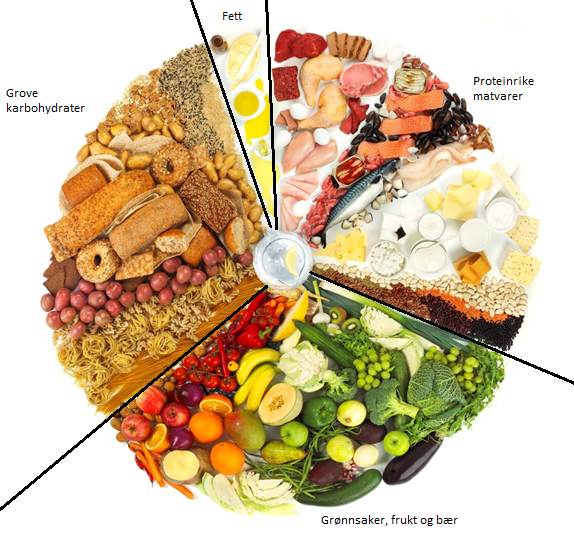 Fett
Grove
karbohydrater
Proteinrike
matvarer
Grønnsaker, frukt og bær